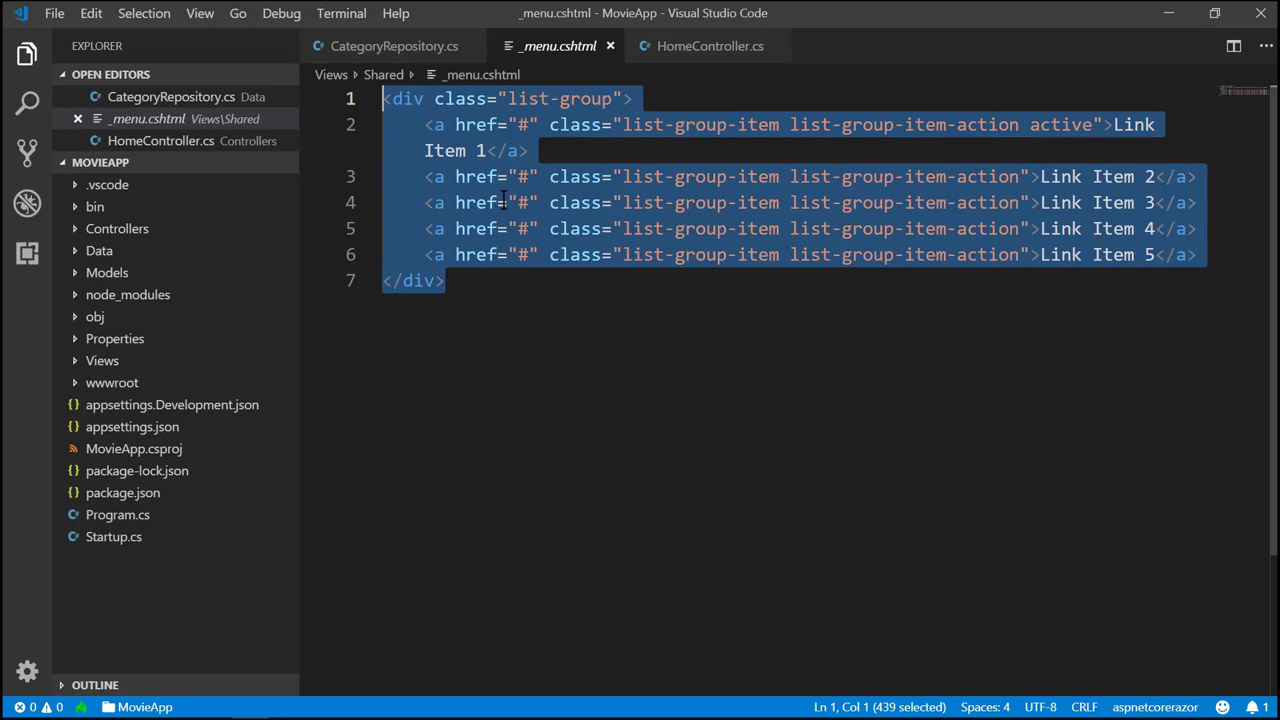 File Edit Selection View Go Debug Terminal Help _menu.cshtml - MovieApp - Visual Studio Code
EXPLORER
OPEN EDITORS
CategoryRepository.cs Data
_menu.cshtml Views\Shared
HomeController.cs Controllers
MOVIEAPP
.vscode
bin
Controllers
Data
Models
node_modules
obj
Properties
Views
wwwroot
appsettings.Development.json
appsettings.json
MovieApp.csproj
package-lock.json
package.json
Program.cs
Startup.cs
OUTLINE
CategoryRepository.cs _menu.cshtml HomeController.cs
Views Shared _menu.cshtml
1 <div class="list-group">
2 <a href="#" class="list-group-item list-group-item-action active">Link
Item 1</a>
3 <a href="#" class="list-group-item list-group-item-action">Link Item 2</a>
4 <a href="#" class="list-group-item list-group-item-action">Link Item 3</a>
5 <a href="#" class="list-group-item list-group-item-action">Link Item 4</a>
6 <a href="#" class="list-group-item list-group-item-action">Link Item 5</a>
7 </div>
0 0 MovieApp Ln 1, Col 1 (439 selected) Spaces: 4 UTF-8 CRLF aspnetcorerazor 1